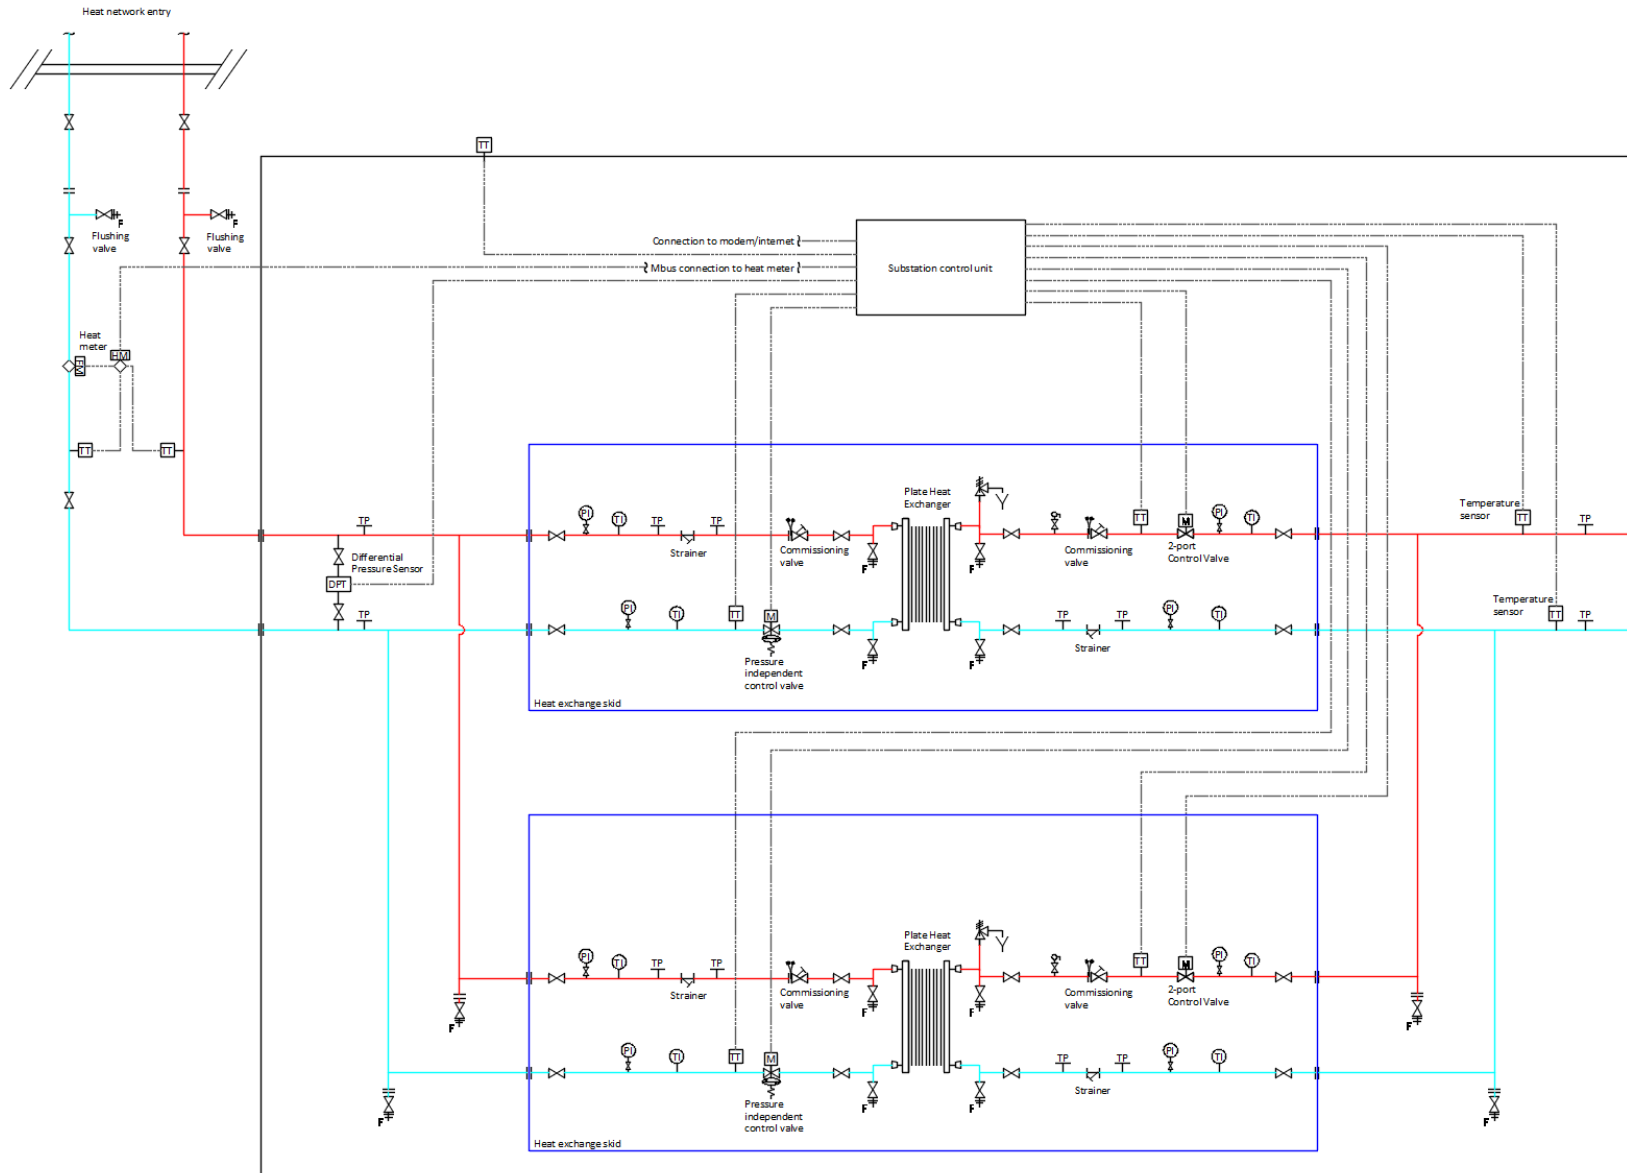 Heat network entry
TT
F
F
Flushing
valve
Flushing
valve
Connection to modem/internet
Mbus connection to heat meter
Substation control unit
Heat
meter
HM
FM
TT
TT
TP
Differential
Pressure Sensor
DPT
TP
PI
TI
TP
TP
Strainer
Commissioning
valve
F
Plate Heat
Exchanger
F
Commissioning
valve
TT
M
2-port
Control Valve
PI
TI
Temperature
sensor
TT
TP
PI
TI
TT
M
Pressure
independent
control valve
F
F
TP
TP
Strainer
PI
TI
Temperature
sensor
TT
TP
Heat exchange skid
PI
TI
TP
TP
Strainer
Commissioning
valve
F
Plate Heat
Exchanger
F
Commissioning
valve
TT
M
2-port
Control Valve
PI
TI
F
F
PI
TI
TT
M
Pressure
independent
control valve
F
F
TP
TP
Strainer
PI
TI
F
F
Heat exchange skid